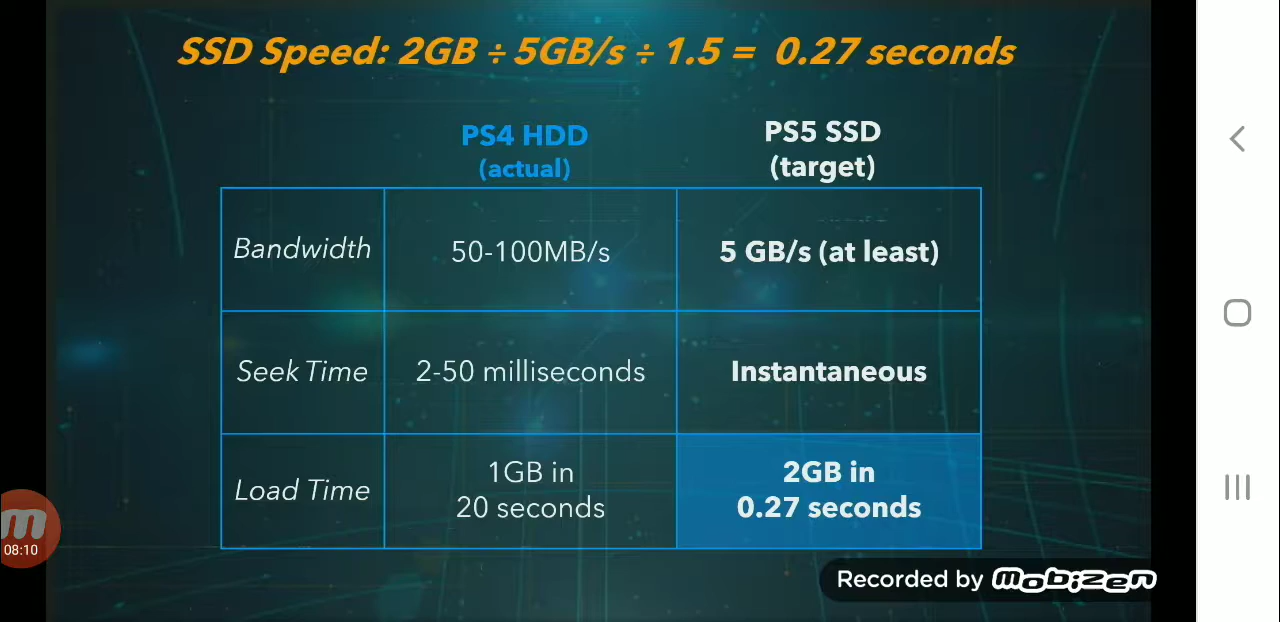 SSD Speed: 2GB ÷ 5GB/s ÷ 1.5 = 0.27 seconds
PS4 HDD
(actual)
PS5 SSD
(target)
Bandwidth
50-100MB/s
5 GB/s (at least)
Seek Time
2-50 milliseconds
Instantaneous
Load Time
1GB in
20 seconds
2GB in
0.27 seconds
m
08:10
Recorded by mobizen